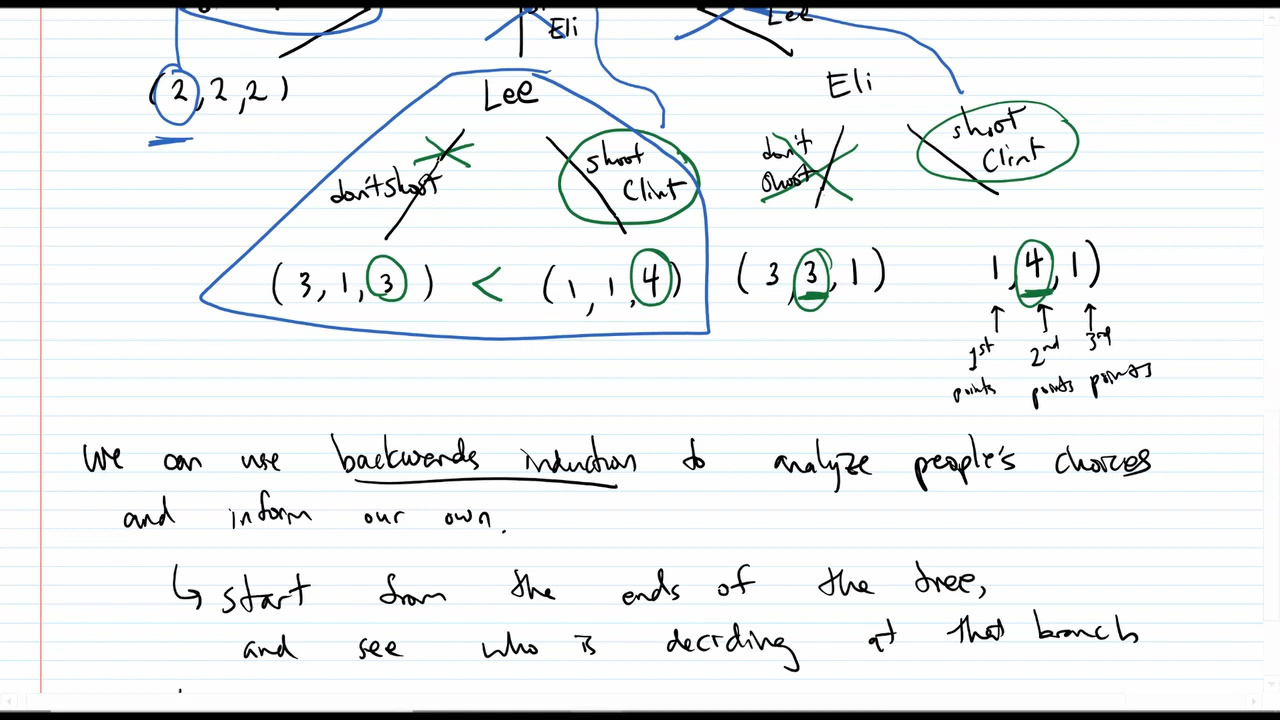 Eli
Lee
(2,2,2)
Lee
Eli
don't shoot
shoot
Clint
don't
shoot
shoot
Clint
(3,1,3) < (1,1,4)
(3,3,1)
1,4,1)
1st
points
2nd
points
3rd
points
We can use backwards induction to analyze people's choices
and inform our own.
↳ start from the ends of the tree,
and see who is deciding at that branch